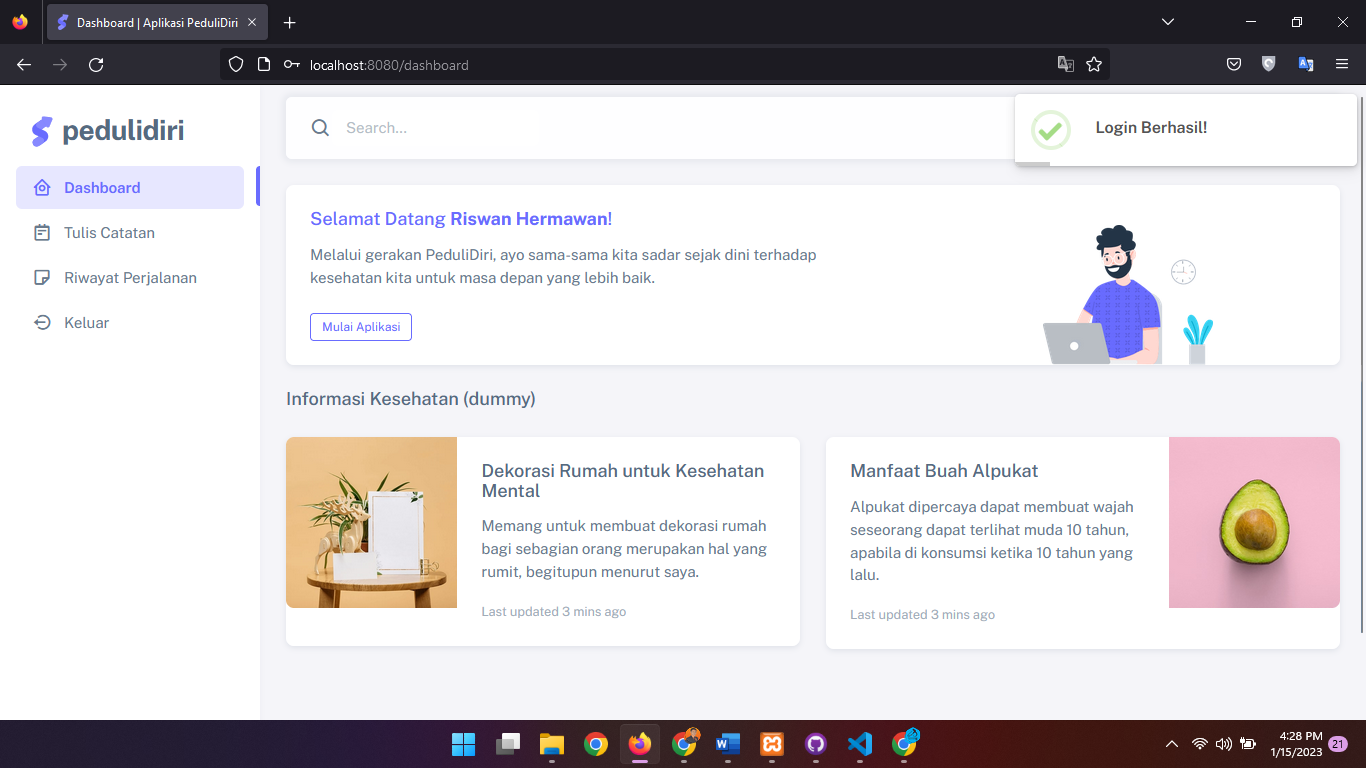 Dashboard | Aplikasi PeduliDiri
localhost:8080/dashboard
pedulidiri
Dashboard
Tulis Catatan
Riwayat Perjalanan
Keluar
Search...
Login Berhasil!
Selamat Datang Riswan Hermawan!
Melalui gerakan PeduliDiri, ayo sama-sama kita sadar sejak dini terhadap
kesehatan kita untuk masa depan yang lebih baik.
Mulai Aplikasi
Informasi Kesehatan (dummy)
Dekorasi Rumah untuk Kesehatan
Mental
Memang untuk membuat dekorasi rumah
bagi sebagian orang merupakan hal yang
rumit, begitupun menurut saya.
Last updated 3 mins ago
Manfaat Buah Alpukat
Alpukat dipercaya dapat membuat wajah
seseorang dapat terlihat muda 10 tahun,
apabila di konsumsi ketika 10 tahun yang
lalu.
Last updated 3 mins ago
4:28 PM
1/15/2023
21